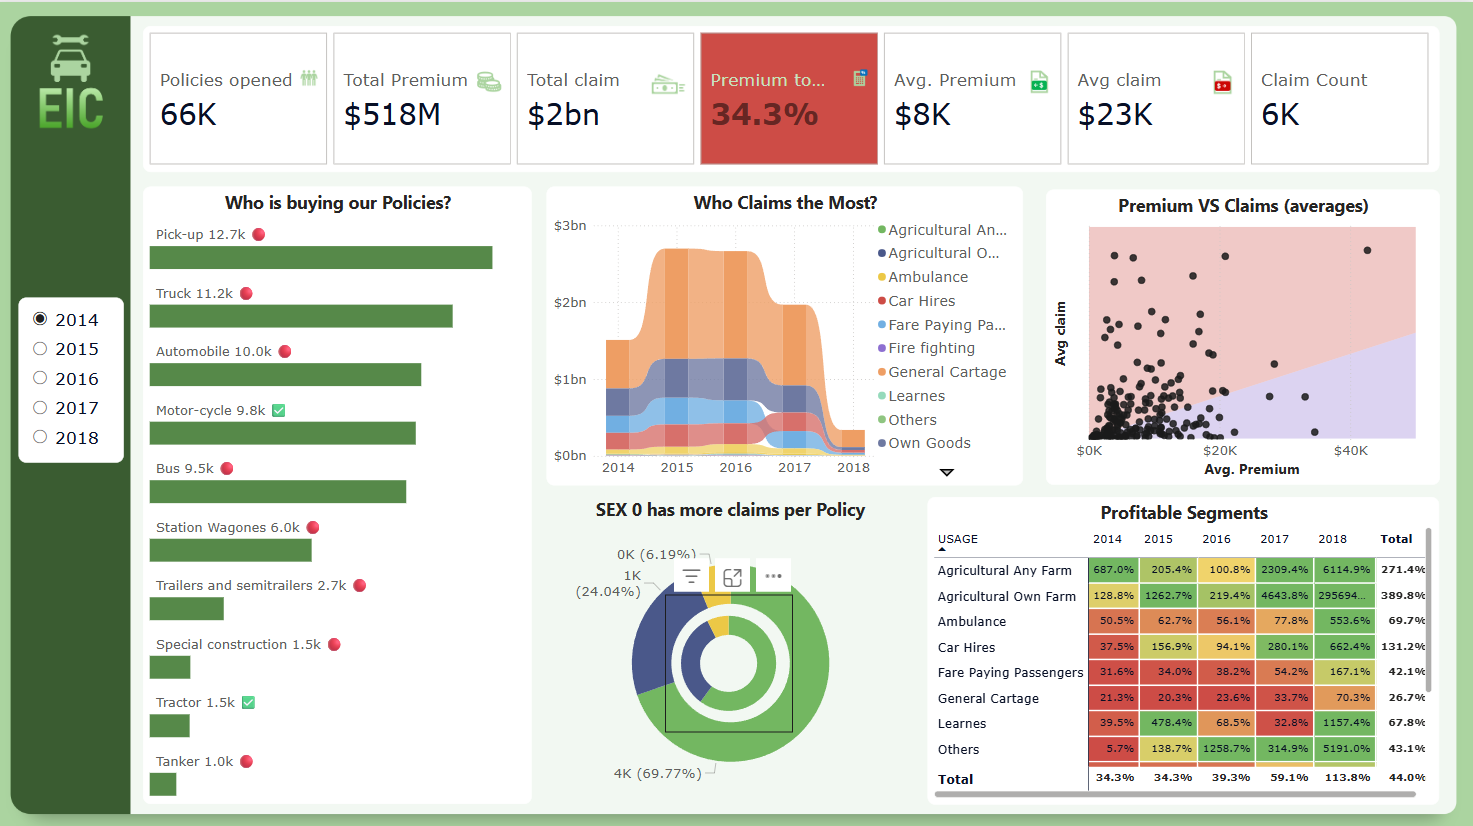 EIC
2014
2015
2016
2017
2018
Policies opened
66K
Total Premium
$518M
Total claim
$2bn
Premium to...
34.3%
Avg. Premium
$8K
Avg claim
$23K
Claim Count
6K
Who is buying our Policies?
Pick-up 12.7k
Truck 11.2k
Automobile 10.0k
Motor-cycle 9.8k
Bus 9.5k
Station Wagones 6.0k
Trailers and semitrailers 2.7k
Special construction 1.5k
Tractor 1.5k
Tanker 1.0k
Who Claims the Most?
$3bn
$2bn
$1bn
$0bn
2014 2015 2016 2017 2018
Agricultural An...
Agricultural O...
Ambulance
Car Hires
Fare Paying Pa...
Fire fighting
General Cartage
Learnes
Others
Own Goods
Premium VS Claims (averages)
Avg claim
$0K $20K $40K
Avg. Premium
SEX 0 has more claims per Policy
0K (6.19%)
1K
(24.04%)
4K (69.77%)
Profitable Segments
USAGE 2014 2015 2016 2017 2018 Total
Agricultural Any Farm 687.0% 205.4% 100.8% 2309.4% 6114.9% 271.4%
Agricultural Own Farm 128.8% 1262.7% 219.4% 4643.8% 295694... 389.8%
Ambulance 50.5% 62.7% 56.1% 77.8% 553.6% 69.7%
Car Hires 37.5% 156.9% 94.1% 280.1% 662.4% 131.2%
Fare Paying Passengers 31.6% 34.0% 38.2% 54.2% 167.1% 42.1%
General Cartage 21.3% 20.3% 23.6% 33.7% 70.3% 26.7%
Learnes 39.5% 478.4% 68.5% 32.8% 1157.4% 67.8%
Others 5.7% 138.7% 1258.7% 314.9% 5191.0% 43.1%
Total 34.3% 34.3% 39.3% 59.1% 113.8% 44.0%